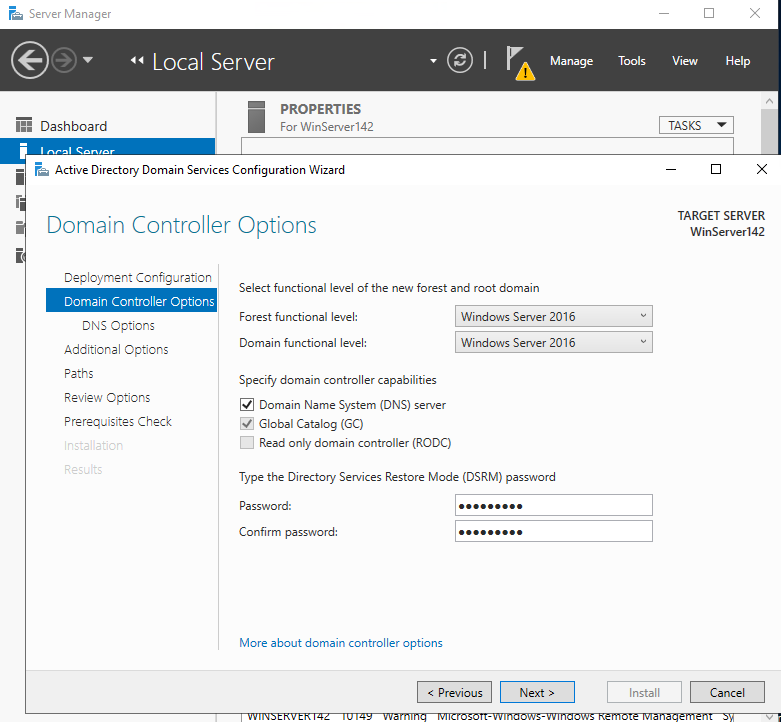 Server Manager
Local Server
Manage
Tools
View
Help
Dashboard
Local Server
PROPERTIES
For WinServer142
TASKS
Active Directory Domain Services Configuration Wizard
Domain Controller Options
TARGET SERVER
WinServer142
Deployment Configuration
Domain Controller Options
DNS Options
Additional Options
Paths
Review Options
Prerequisites Check
Installation
Results
Select functional level of the new forest and root domain
Forest functional level: Windows Server 2016
Domain functional level: Windows Server 2016
Specify domain controller capabilities
Domain Name System (DNS) server
Global Catalog (GC)
Read only domain controller (RODC)
Type the Directory Services Restore Mode (DSRM) password
Password: •••••••••
Confirm password: •••••••••
More about domain controller options
< Previous
Next >
Install
Cancel
WINSERVER142 10149 Warning Microsoft-Windows-Windows Remote Management Sy